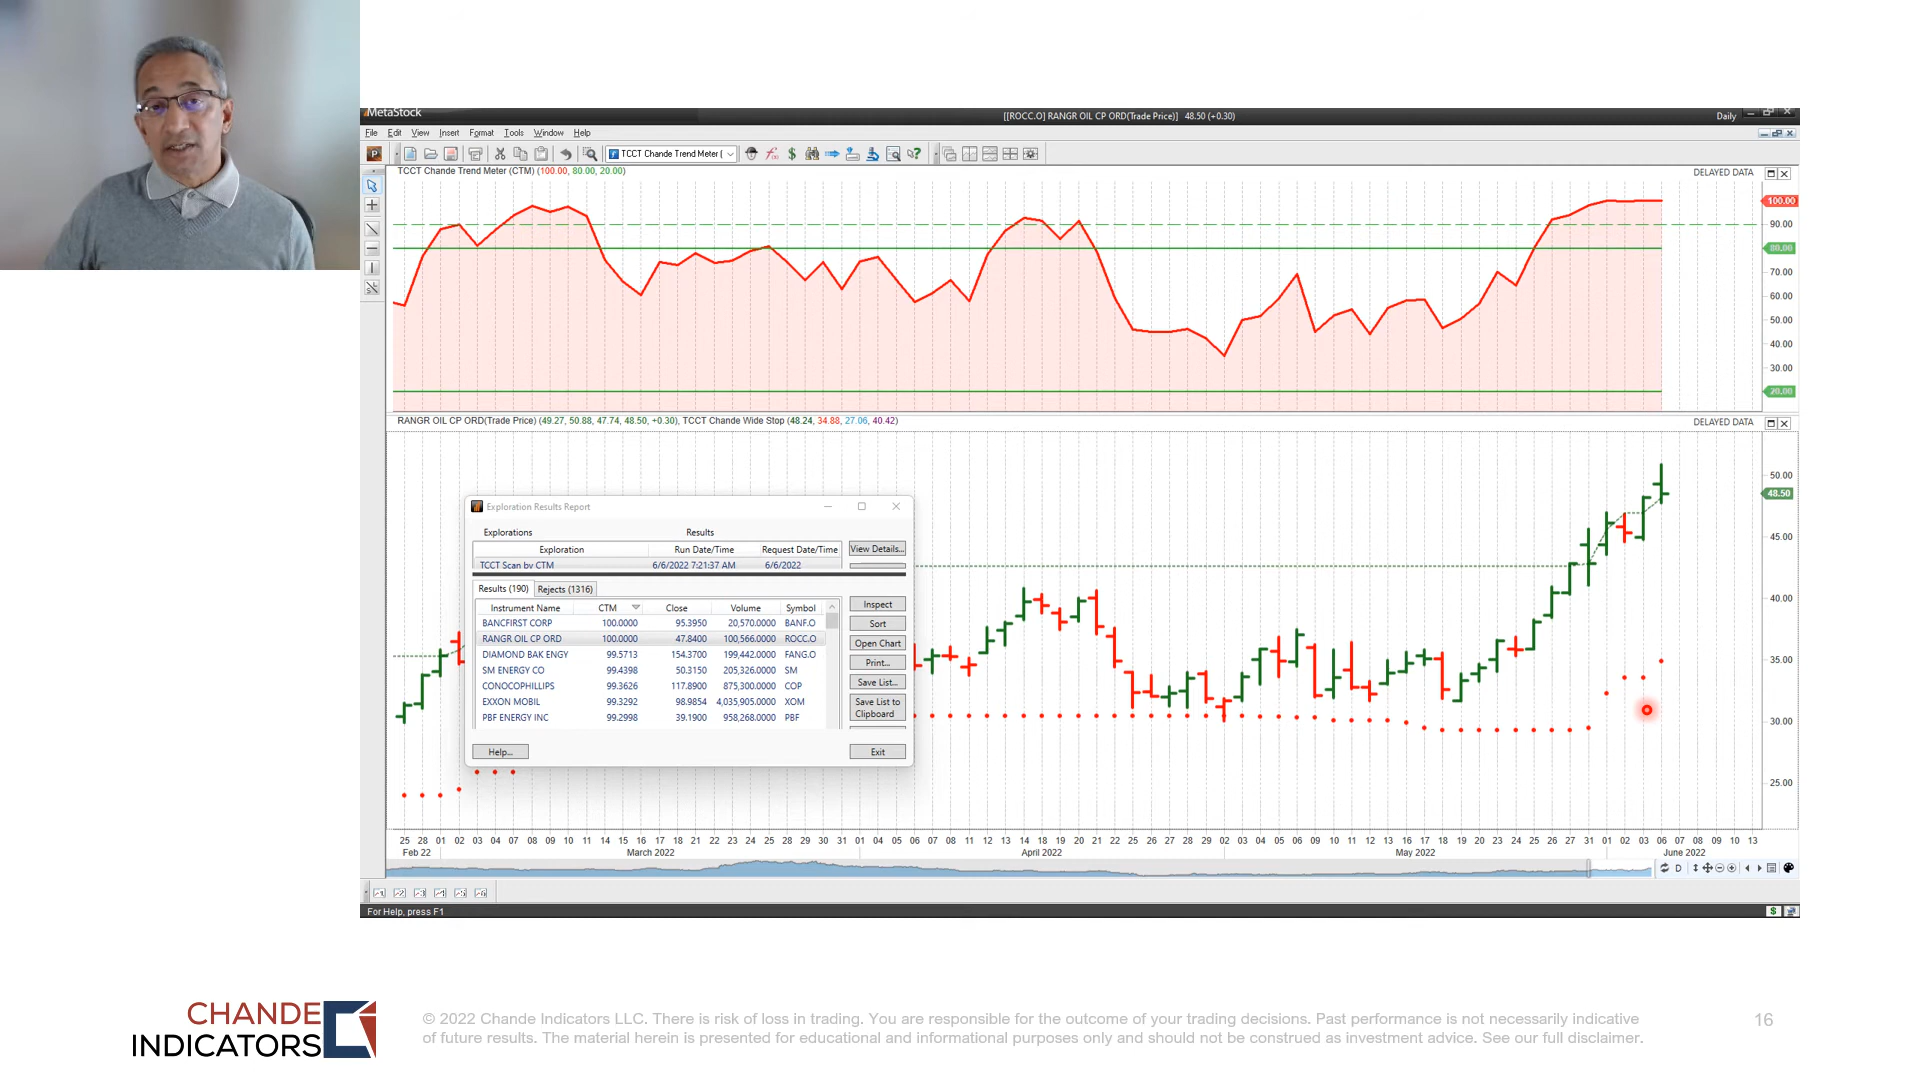 MetaStock
[[ROCC.O] RANGR OIL CP ORD(Trade Price)] 48.50 (+0.30)
Daily
File Edit View Insert Format Tools Window Help
TCCT Chande Trend Meter (
TCCT Chande Trend Meter (CTM) (100.00, 80.00, 20.00)
DELAYED DATA
100.00
90.00
80.00
70.00
60.00
50.00
40.00
30.00
20.00
RANGR OIL CP ORD(Trade Price) (49.27, 50.88, 47.74, 48.50, +0.30), TCCT Chande Wide Stop (48.24, 34.88, 27.06, 40.42)
DELAYED DATA
50.00
48.50
45.00
40.00
35.00
30.00
25.00
Exploration Results Report
Explorations Results
Exploration Run Date/Time Request Date/Time View Details...
TCCT Scan by CTM 6/6/2022 7:21:37 AM 6/6/2022
Results (190) Rejects (1316)
Instrument Name CTM Close Volume Symbol
BANCFIRST CORP 100.0000 95.3950 20,570.0000 BANF.O
RANGR OIL CP ORD 100.0000 47.8400 100,566.0000 ROCC.O
DIAMOND BAK ENGY 99.5713 154.3700 199,442.0000 FANG.O
SM ENERGY CO 99.4398 50.3150 205,326.0000 SM
CONOCOPHILLIPS 99.3626 117.8900 875,300.0000 COP
EXXON MOBIL 99.3292 98.9854 4,035,905.0000 XOM
PBF ENERGY INC 99.2998 39.1900 958,268.0000 PBF
Inspect
Sort
Open Chart
Print...
Save List...
Save List to
Clipboard
Help...
Exit
25 28 01 02 03 04 07 08 09 10 11 14 15 16 17 18 21 22 23 24 25 28 29 30 31 01 04 05 06 07 08 11 12 13 14 18 19 20 21 22 25 26 27 28 29 02 03 04 05 06 09 10 11 12 13 16 17 18 19 20 23 24 25 26 27 31 01 02 03 06 07 08 09 10 13
Feb 22 March 2022 April 2022 May 2022 June 2022
D
For Help, press F1
CHANDE
INDICATORS
© 2022 Chande Indicators LLC. There is risk of loss in trading. You are responsible for the outcome of your trading decisions. Past performance is not necessarily indicative
of future results. The material herein is presented for educational and informational purposes only and should not be construed as investment advice. See our full disclaimer.
16